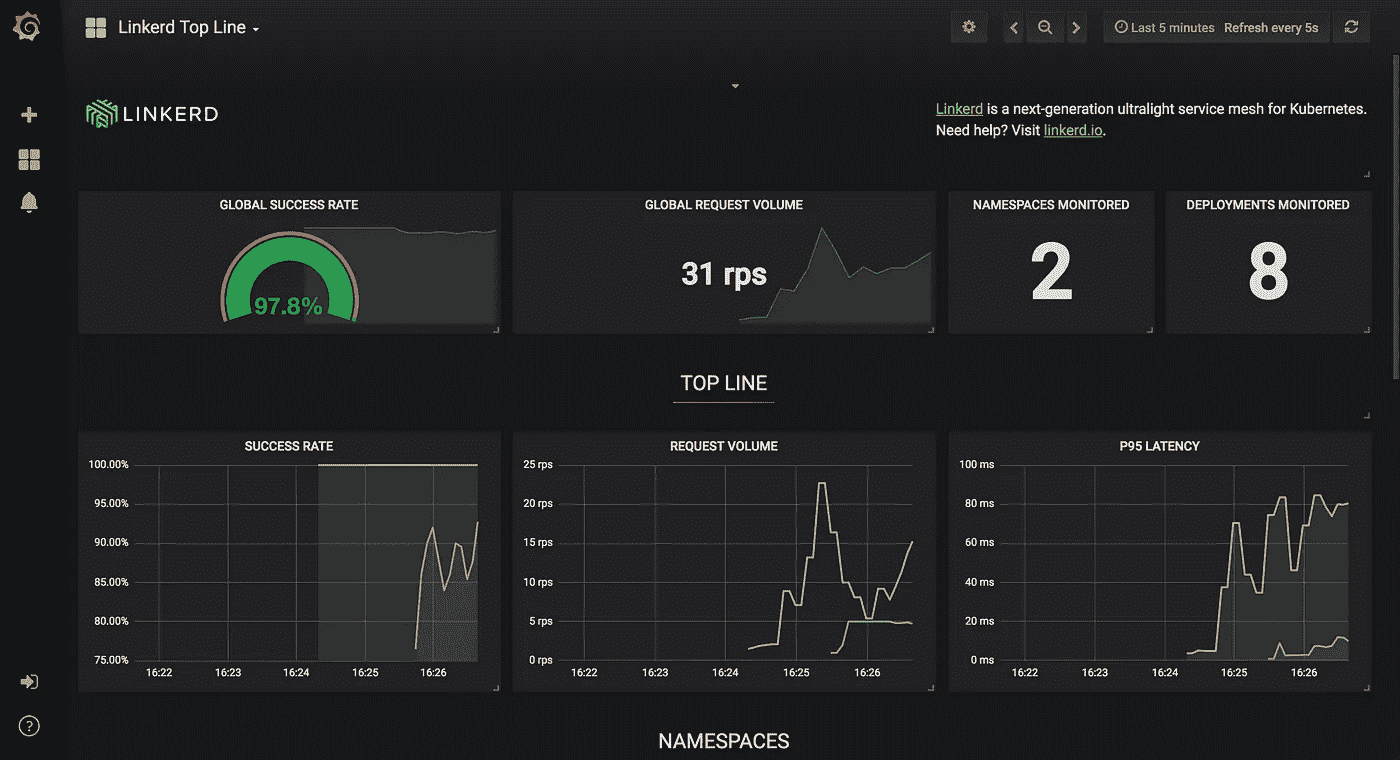 Linkerd Top Line
Last 5 minutes Refresh every 5s
LINKERD
Linkerd is a next-generation ultralight service mesh for Kubernetes.
Need help? Visit linkerd.io.
GLOBAL SUCCESS RATE
97.8%
GLOBAL REQUEST VOLUME
31 rps
NAMESPACES MONITORED
2
DEPLOYMENTS MONITORED
8
TOP LINE
SUCCESS RATE
100.00%
95.00%
90.00%
85.00%
80.00%
75.00%
16:22 16:23 16:24 16:25 16:26
REQUEST VOLUME
25 rps
20 rps
15 rps
10 rps
5 rps
0 rps
16:22 16:23 16:24 16:25 16:26
P95 LATENCY
100 ms
80 ms
60 ms
40 ms
20 ms
0 ms
16:22 16:23 16:24 16:25 16:26
NAMESPACES